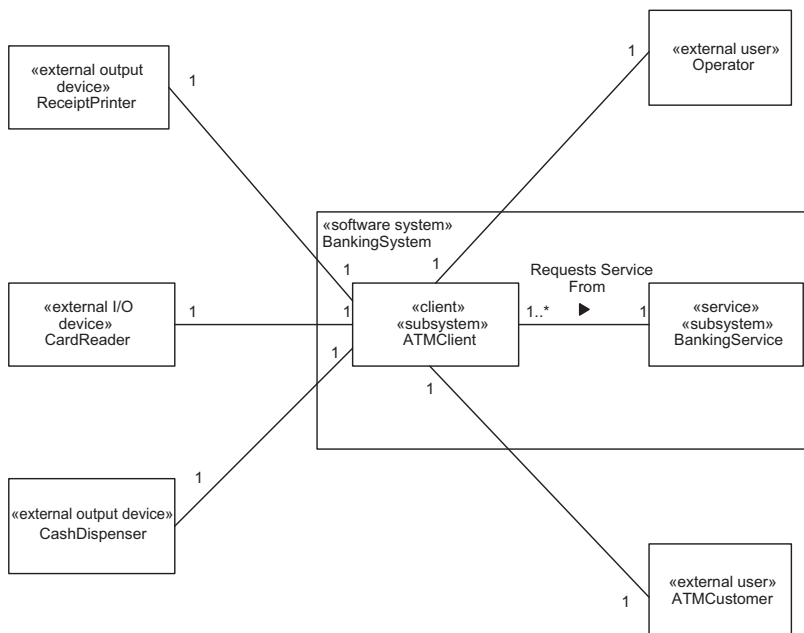 «external output
device»
ReceiptPrinter
1
1
«external user»
Operator
1
1
«software system»
BankingSystem
«external I/O
device»
CardReader
1
1
«client»
«subsystem»
ATMClient
1..*
Requests Service
From
1
«service»
«subsystem»
BankingService
1
1
«external output device»
CashDispenser
1
1
«external user»
ATMCustomer